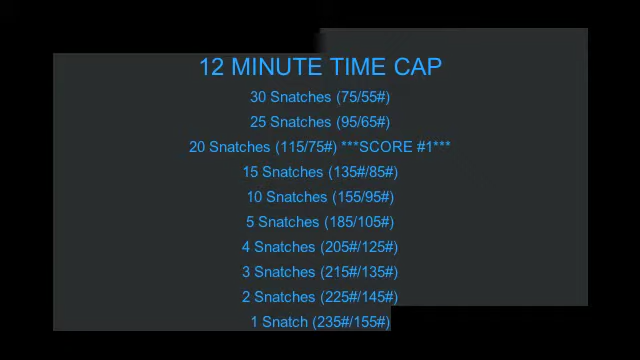 12 MINUTE TIME CAP
30 Snatches (75/55#)
25 Snatches (95/65#)
20 Snatches (115/75#) ***SCORE #1***
15 Snatches (135#/85#)
10 Snatches (155/95#)
5 Snatches (185/105#)
4 Snatches (205#/125#)
3 Snatches (215#/135#)
2 Snatches (225#/145#)
1 Snatch (235#/155#)